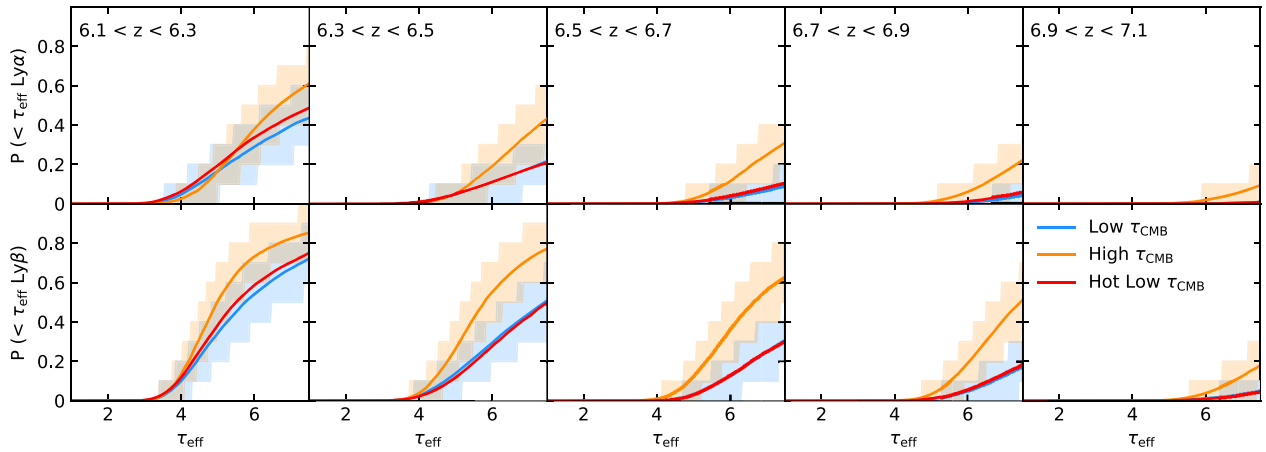 6.1 < z < 6.3
6.3 < z < 6.5
6.5 < z < 6.7
6.7 < z < 6.9
6.9 < z < 7.1
P (< τeff Lyα)
0.8
0.6
0.4
0.2
0
P (< τeff Lyβ)
0.8
0.6
0.4
0.2
0
Low τCMB
High τCMB
Hot Low τCMB
2 4 6 2 4 6 2 4 6 2 4 6 2 4 6
τeff τeff τeff τeff τeff